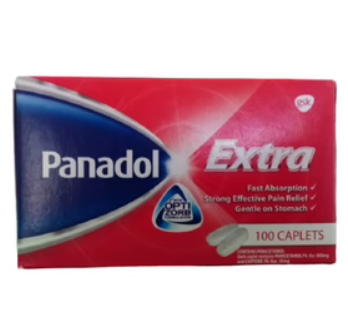 gsk
Panadol
Extra
Fast Absorption ✓
Strong Effective Pain Relief ✓
Gentle on Stomach ✓
OPTI
ZORB
100 CAPLETS